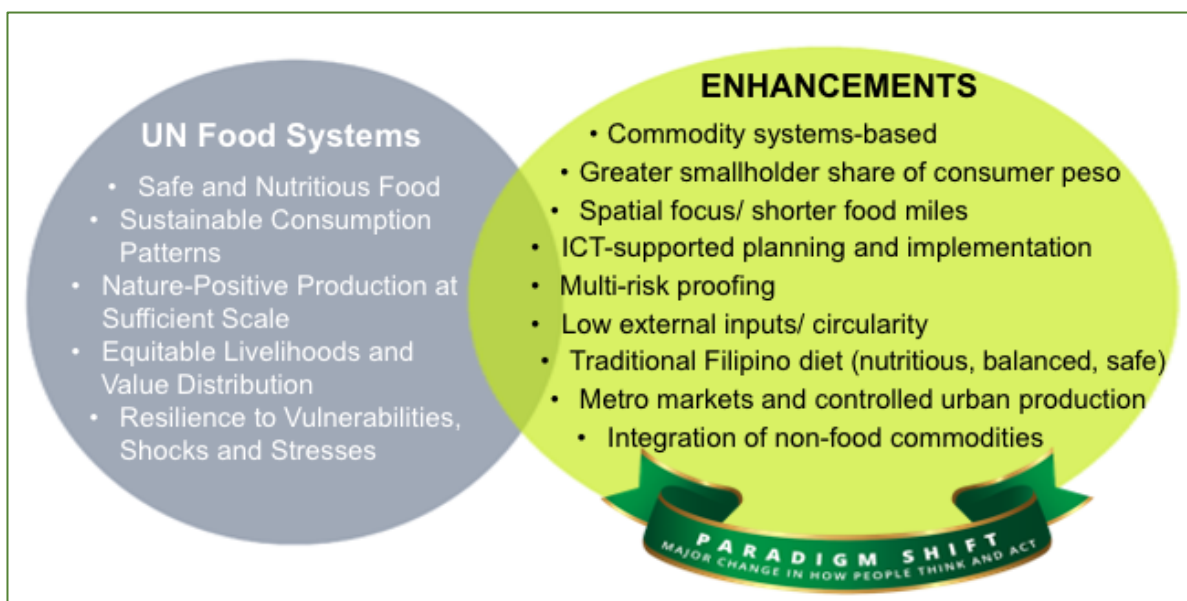 UN Food Systems
• Safe and Nutritious Food
• Sustainable Consumption
Patterns
• Nature-Positive Production at
Sufficient Scale
• Equitable Livelihoods and
Value Distribution
• Resilience to Vulnerabilities,
Shocks and Stresses
ENHANCEMENTS
• Commodity systems-based
• Greater smallholder share of consumer peso
• Spatial focus/ shorter food miles
• ICT-supported planning and implementation
• Multi-risk proofing
• Low external inputs/ circularity
• Traditional Filipino diet (nutritious, balanced, safe)
• Metro markets and controlled urban production
• Integration of non-food commodities
PARADIGM SHIFT
MAJOR CHANGE IN HOW PEOPLE THINK AND ACT